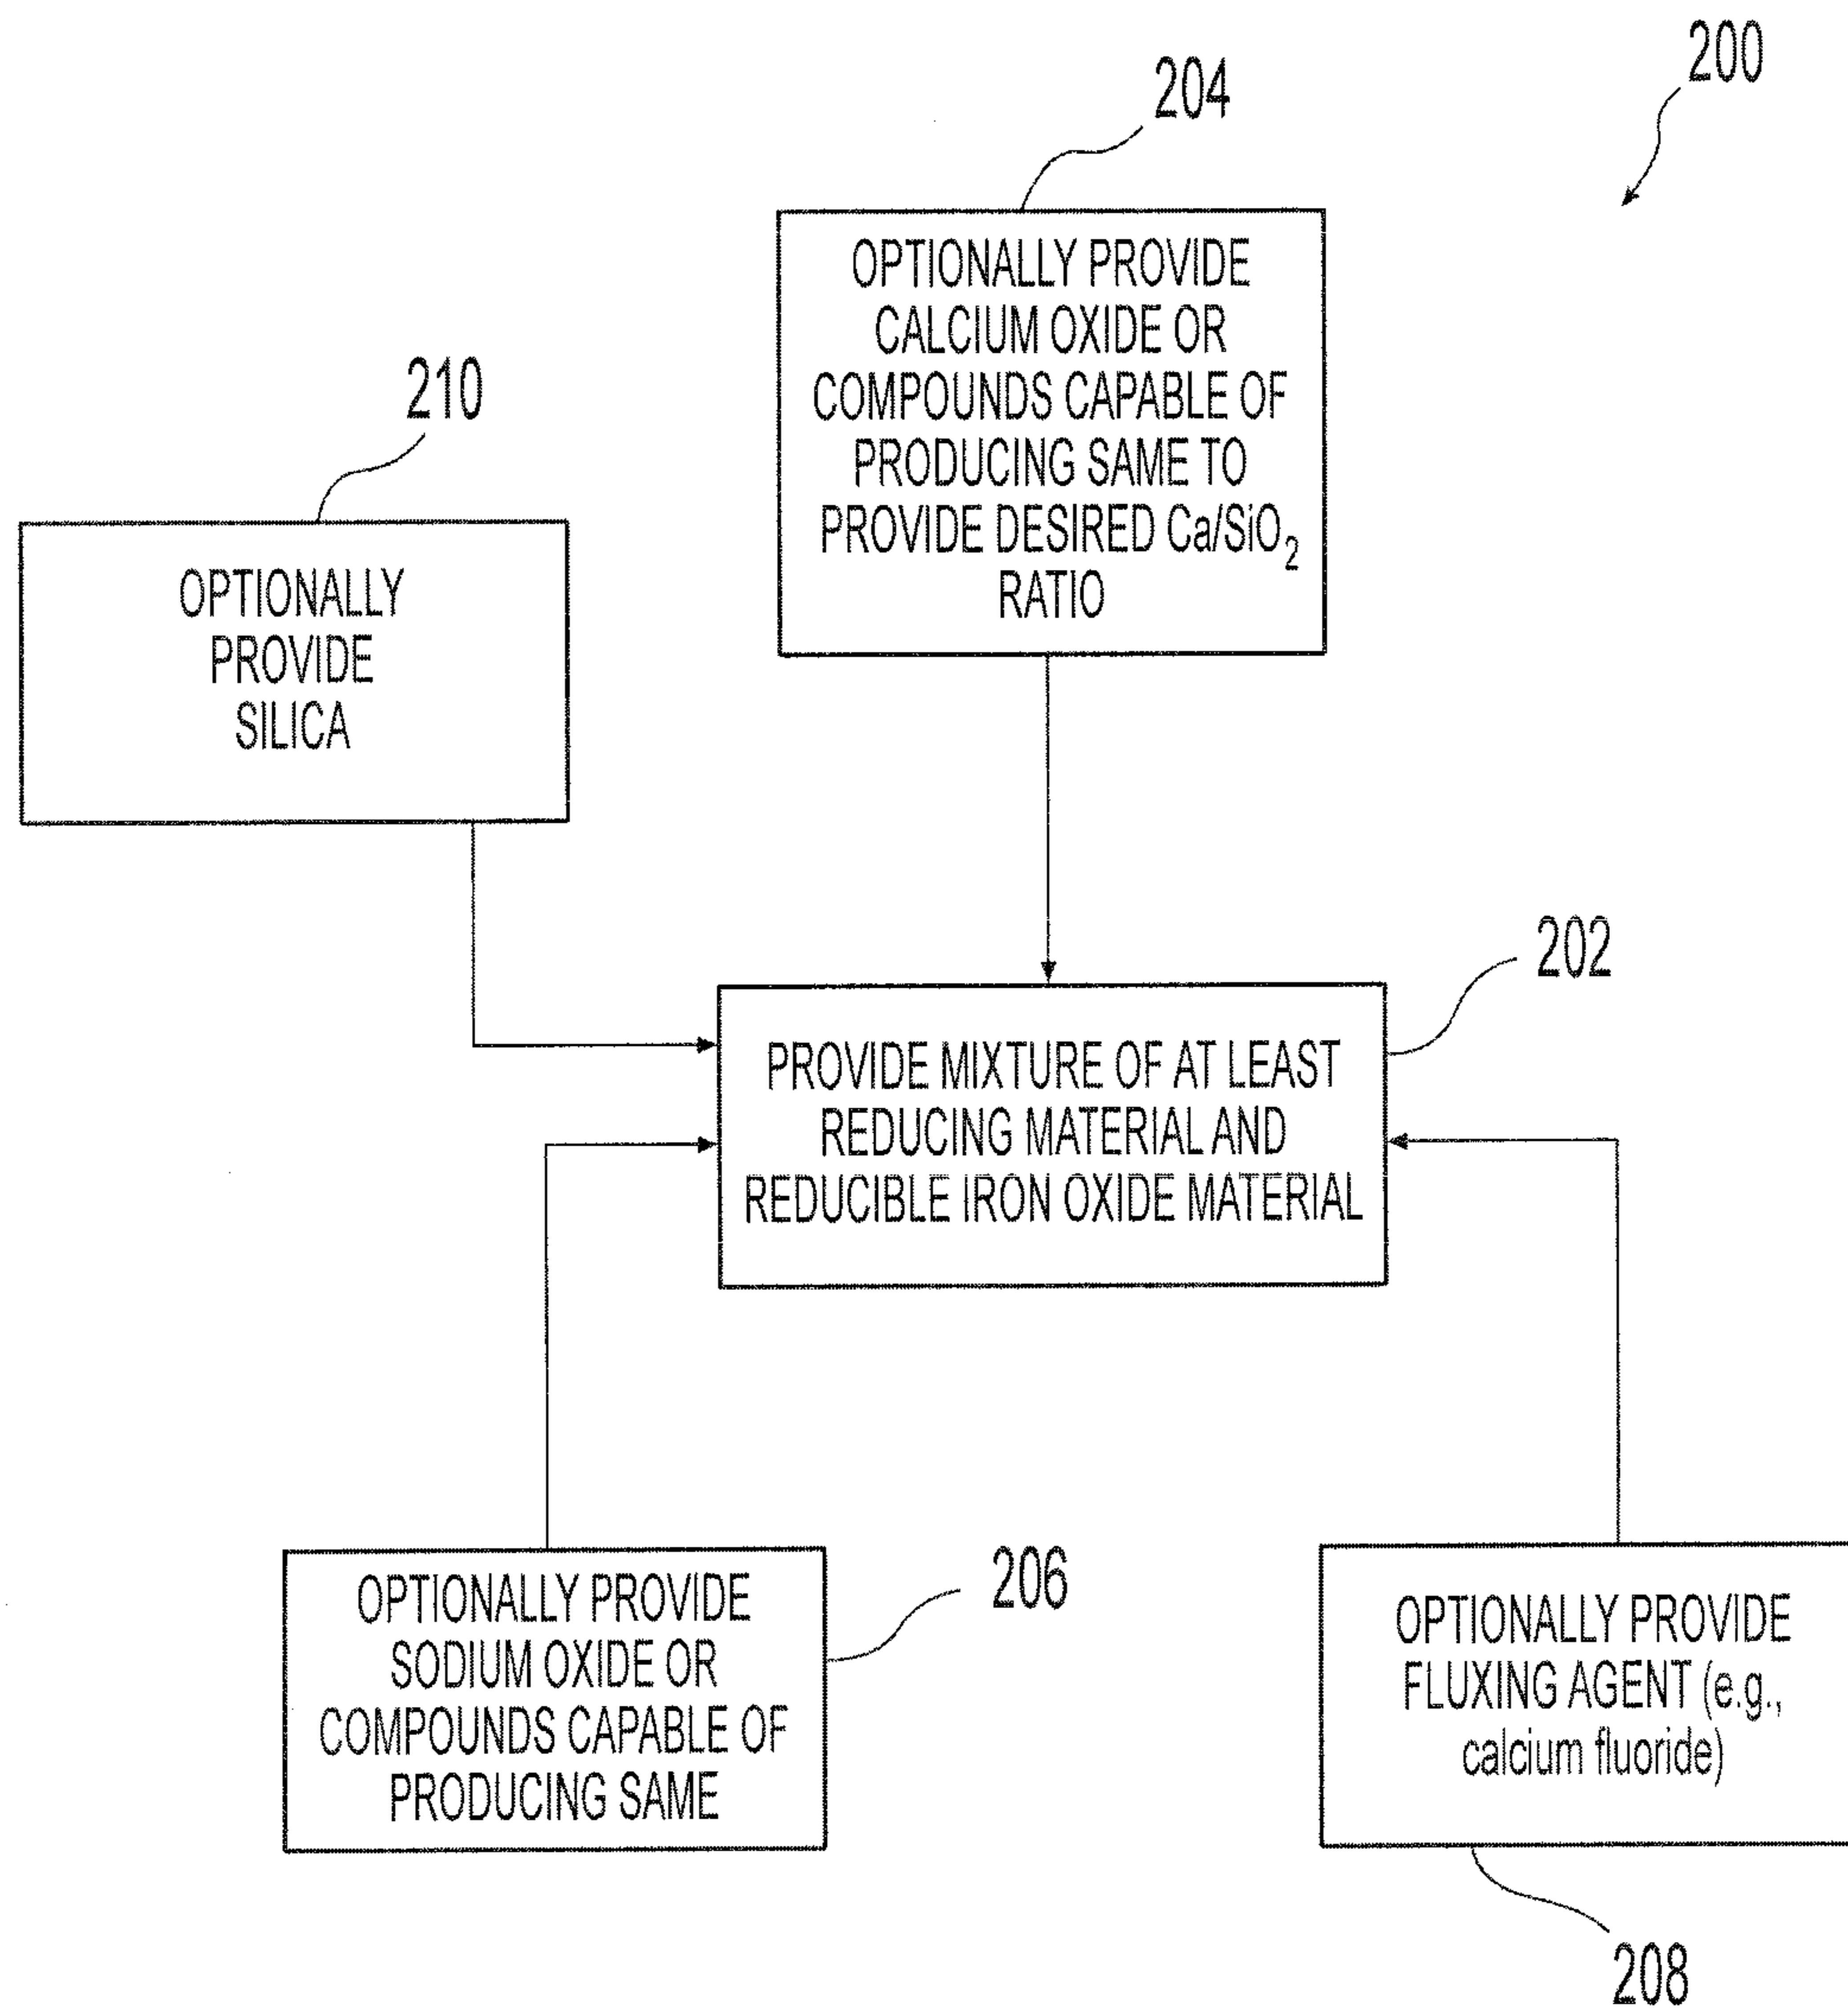 200
204
OPTIONALLY PROVIDE
CALCIUM OXIDE OR
COMPOUNDS CAPABLE OF
PRODUCING SAME TO
PROVIDE DESIRED Ca/SiO₂
RATIO
210
OPTIONALLY
PROVIDE
SILICA
202
PROVIDE MIXTURE OF AT LEAST
REDUCING MATERIAL AND
REDUCIBLE IRON OXIDE MATERIAL
206
OPTIONALLY PROVIDE
SODIUM OXIDE OR
COMPOUNDS CAPABLE OF
PRODUCING SAME
OPTIONALLY PROVIDE
FLUXING AGENT (e.g.,
calcium fluoride)
208